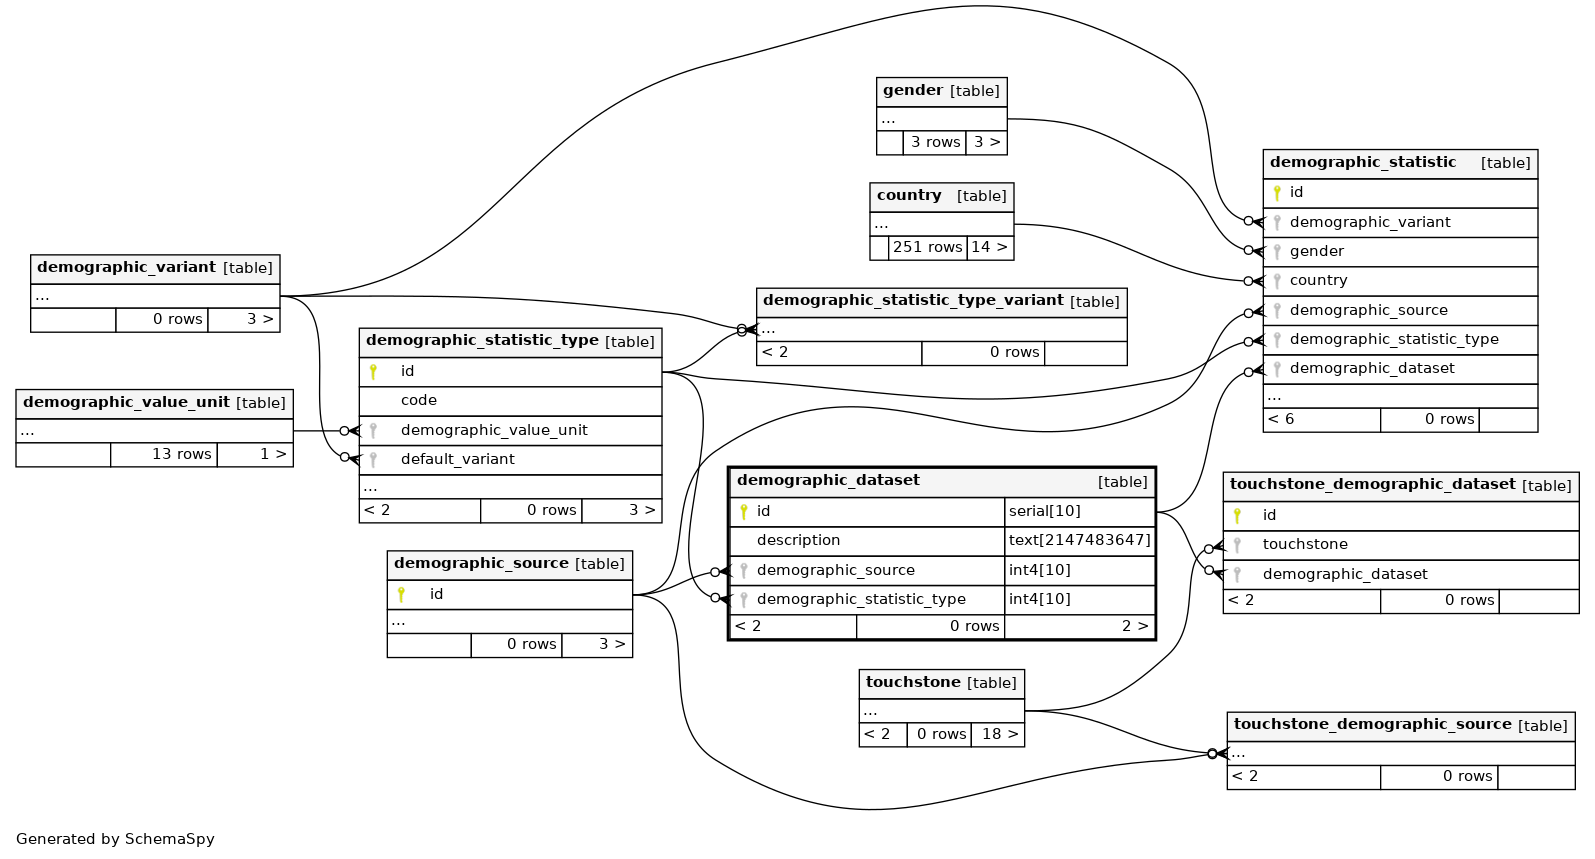 gender [table]
...
3 rows 3 >
country [table]
...
251 rows 14 >
demographic_statistic [table]
id
demographic_variant
gender
country
demographic_source
demographic_statistic_type
demographic_dataset
...
< 6 0 rows
demographic_variant [table]
...
0 rows 3 >
demographic_statistic_type_variant [table]
...
< 2 0 rows
demographic_statistic_type [table]
id
code
demographic_value_unit
default_variant
...
< 2 0 rows 3 >
demographic_value_unit [table]
...
13 rows 1 >
demographic_dataset [table]
id serial[10]
description text[2147483647]
demographic_source int4[10]
demographic_statistic_type int4[10]
< 2 0 rows 2 >
touchstone_demographic_dataset [table]
id
touchstone
demographic_dataset
< 2 0 rows
demographic_source [table]
id
...
0 rows 3 >
touchstone [table]
...
< 2 0 rows 18 >
touchstone_demographic_source [table]
...
< 2 0 rows
Generated by SchemaSpy